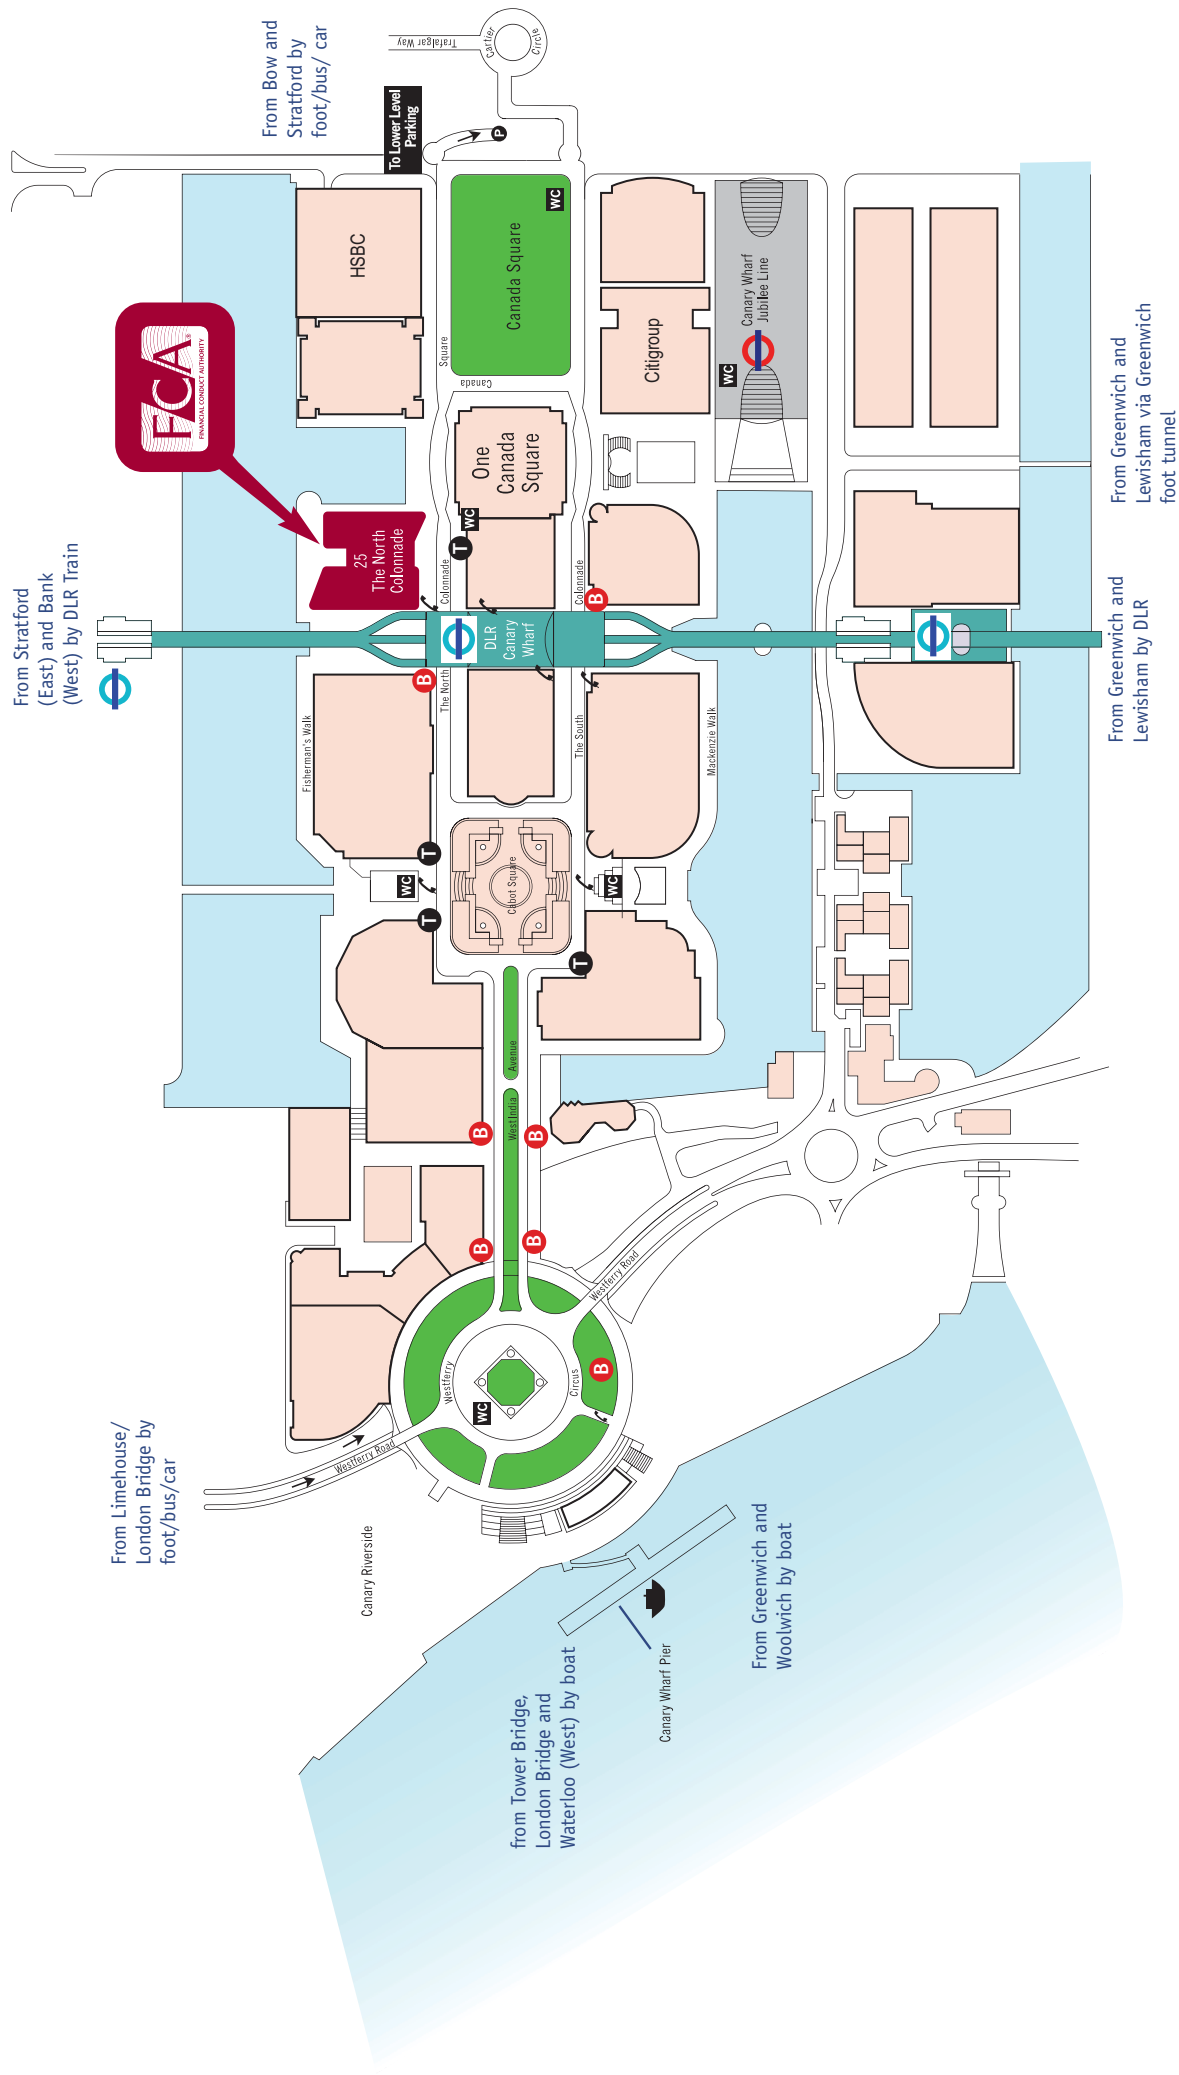 From Stratford
(East) and Bank
(West) by DLR Train
From Bow and
Stratford by
foot/bus/ car
Trafalgar Way
Cartier
Circle
To Lower Level
Parking
P
FCA
®
FINANCIAL CONDUCT AUTHORITY
HSBC
Canada Square
WC
Square
Canada
Citigroup
Canary Wharf
Jubilee Line
WC
One
Canada
Square
WC
T
25
The North
Colonnade
Colonnade
Colonnade
B
DLR
Canary
Wharf
B
The North
The South
Fisherman's Walk
Mackenzie Walk
From Greenwich and
Lewisham via Greenwich
foot tunnel
From Greenwich and
Lewisham by DLR
T
WC
T
Cabot Square
WC
T
Avenue
West India
B
B
B
B
Westferry Road
Westferry
Circus
B
WC
Westferry Road
From Limehouse/
London Bridge by
foot/bus/car
Canary Riverside
From Greenwich and
Woolwich by boat
Canary Wharf Pier
from Tower Bridge,
London Bridge and
Waterloo (West) by boat